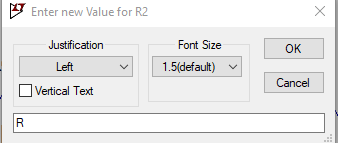 Enter new Value for R2
Justification
Font Size
Left
1.5(default)
OK
Vertical Text
Cancel
R